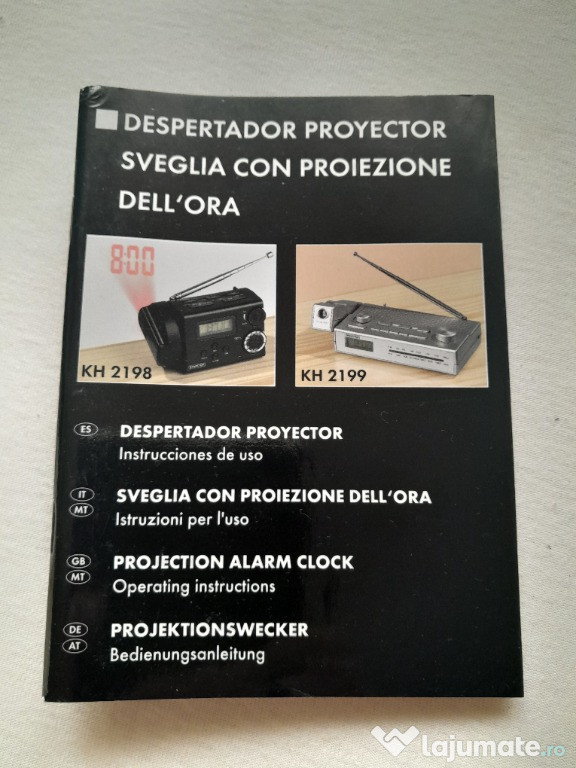 DESPERTADOR PROYECTOR
SVEGLIA CON PROIEZIONE
DELL'ORA
8:00
KH 2198
KH 2199
ES
DESPERTADOR PROYECTOR
Instrucciones de uso
IT
MT
SVEGLIA CON PROIEZIONE DELL'ORA
Istruzioni per l'uso
GB
MT
PROJECTION ALARM CLOCK
Operating instructions
DE
AT
PROJEKTIONSWECKER
Bedienungsanleitung
lajumate.ro